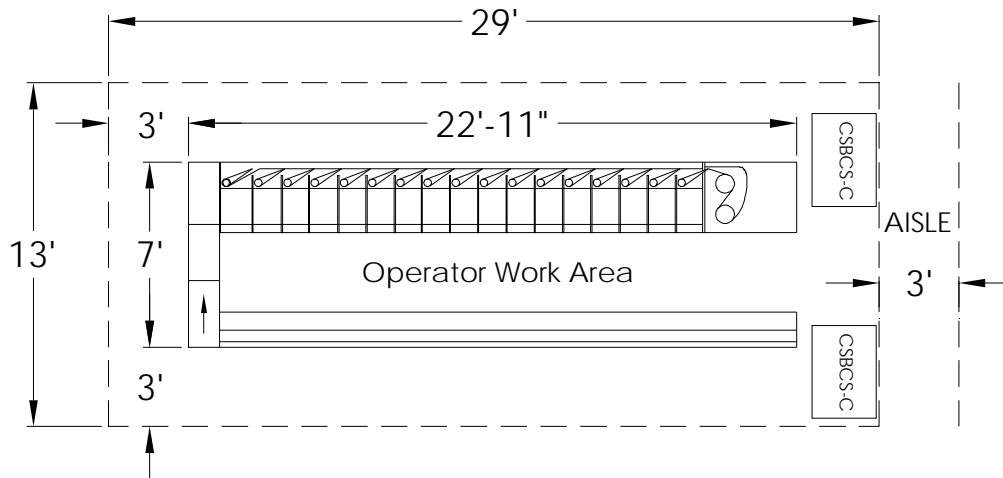 29'
3'
22'-11"
CSBCS-C
13'
7'
Operator Work Area
AISLE
3'
3'
CSBCS-C